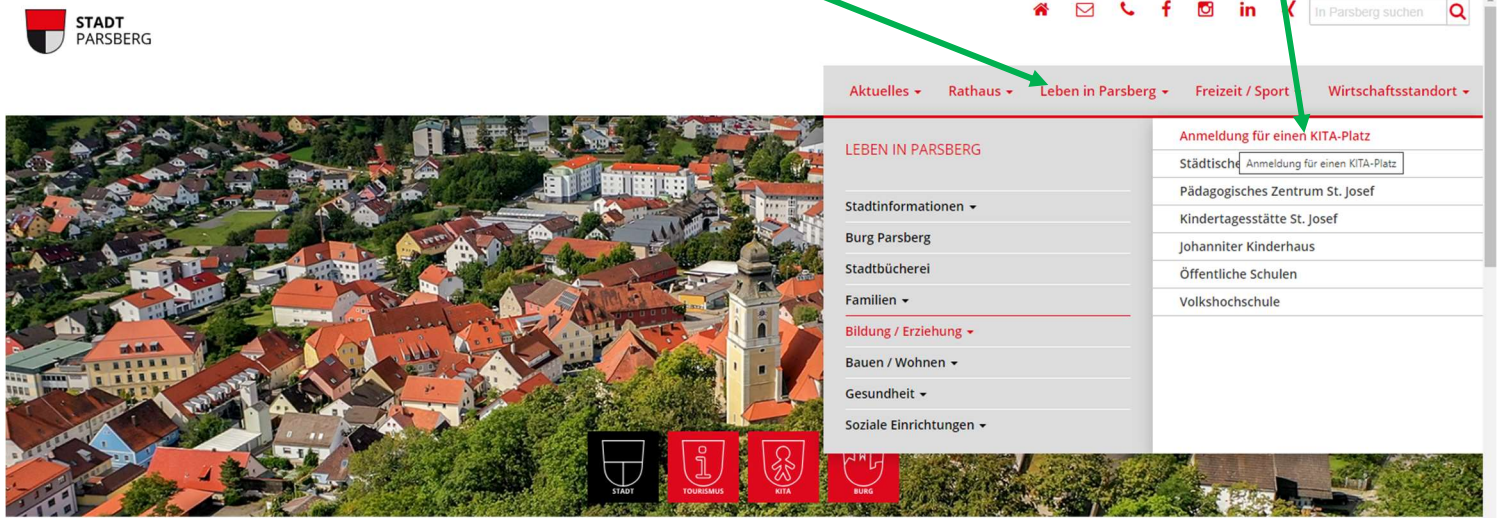 STADT
PARSBERG
f in
In Parsberg suchen
Aktuelles Rathaus Leben in Parsberg Freizeit / Sport Wirtschaftsstandort
LEBEN IN PARSBERG
Stadtinformationen
Burg Parsberg
Stadtbücherei
Familien
Bildung / Erziehung
Bauen / Wohnen
Gesundheit
Soziale Einrichtungen
Anmeldung für einen KITA-Platz
Städtische
Anmeldung für einen KITA-Platz
Pädagogisches Zentrum St. Josef
Kindertagesstätte St. Josef
Johanniter Kinderhaus
Öffentliche Schulen
Volkshochschule
STADT
TOURISMUS
KITA
BURG